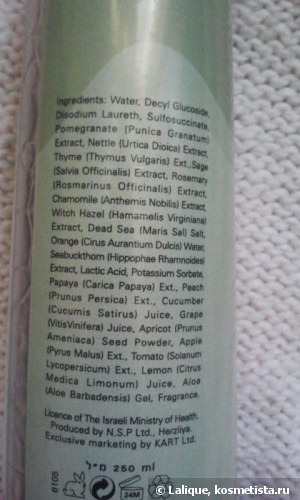 Ingredients: Water, Decyl Glucoside,
Disodium Laureth, Sulfosuccinate,
Pomegranate (Punica Granatum)
Extract, Nettle (Urtica Dioica) Extract,
Thyme (Thymus Vulgaris) Ext.,Sage
(Salvia Officinalis) Extract, Rosemary
(Rosmarinus Officinalis) Extract,
Chamomile (Anthemis Nobilis) Extract,
Witch Hazel (Hamamelis Virginiana)
Extract, Dead Sea (Maris Sal) Salt,
Orange (Cirus Aurantium Dulcis) Water,
Seabuckthorn (Hippophae Rhamnoides)
Extract, Lactic Acid, Potassium Sorbate,
Papaya (Carica Papaya) Ext., Peach
(Prunus Persica) Ext., Cucumber
(Cucumis Satirus) Juice, Grape
(VitisVinifera) Juice, Apricot (Prunus
Ameniaca) Seed Powder, Apple
(Pyrus Malus) Ext., Tomato (Solanum
Lycopersicum) Ext., Lemon (Citrus
Medica Limonum) Juice, Aloe
(Aloe Barbadensis) Gel, Fragrance.
Licence of The Israeli Ministry of Health.
Produced by N.S.P Ltd., Herzliya.
Exclusive marketing by KART Ltd.
250 ml מ״ל
6105
24M
© Lalique, kosmetista.ru